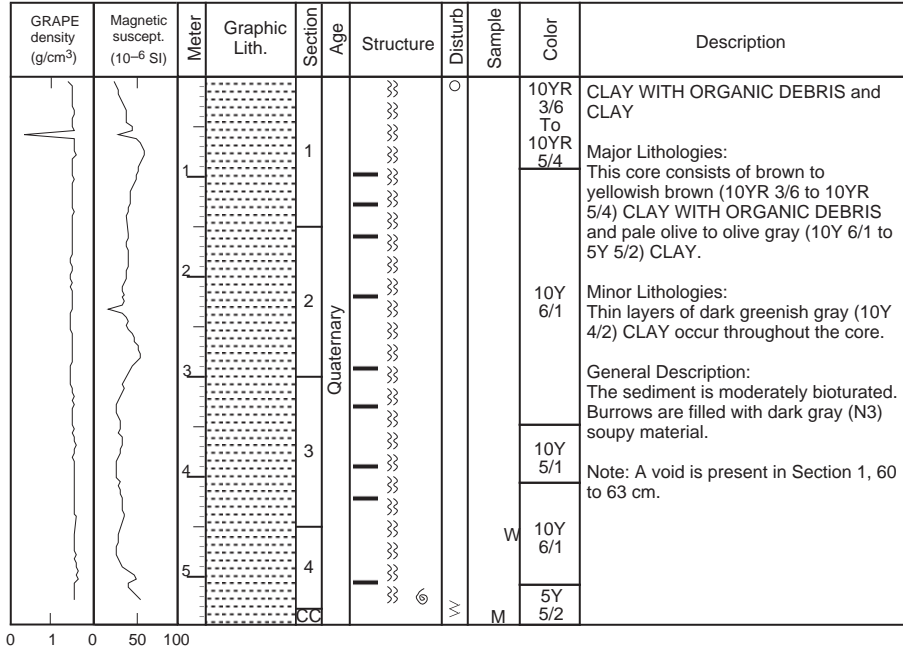 GRAPE
density
(g/cm3)
Magnetic
suscept.
(10–6 SI)
Meter
Graphic
Lith.
Section
Age
Structure
Disturb
Sample
Color
Description
1
2
3
4
5
1
2
3
4
CC
Quaternary
W
M
10YR
3/6
To
10YR
5/4
10Y
6/1
10Y
5/1
10Y
6/1
5Y
5/2
CLAY WITH ORGANIC DEBRIS and
CLAY
Major Lithologies:
This core consists of brown to
yellowish brown (10YR 3/6 to 10YR
5/4) CLAY WITH ORGANIC DEBRIS
and pale olive to olive gray (10Y 6/1 to
5Y 5/2) CLAY.
Minor Lithologies:
Thin layers of dark greenish gray (10Y
4/2) CLAY occur throughout the core.
General Description:
The sediment is moderately bioturated.
Burrows are filled with dark gray (N3)
soupy material.
Note: A void is present in Section 1, 60
to 63 cm.
0 1 0 50 100